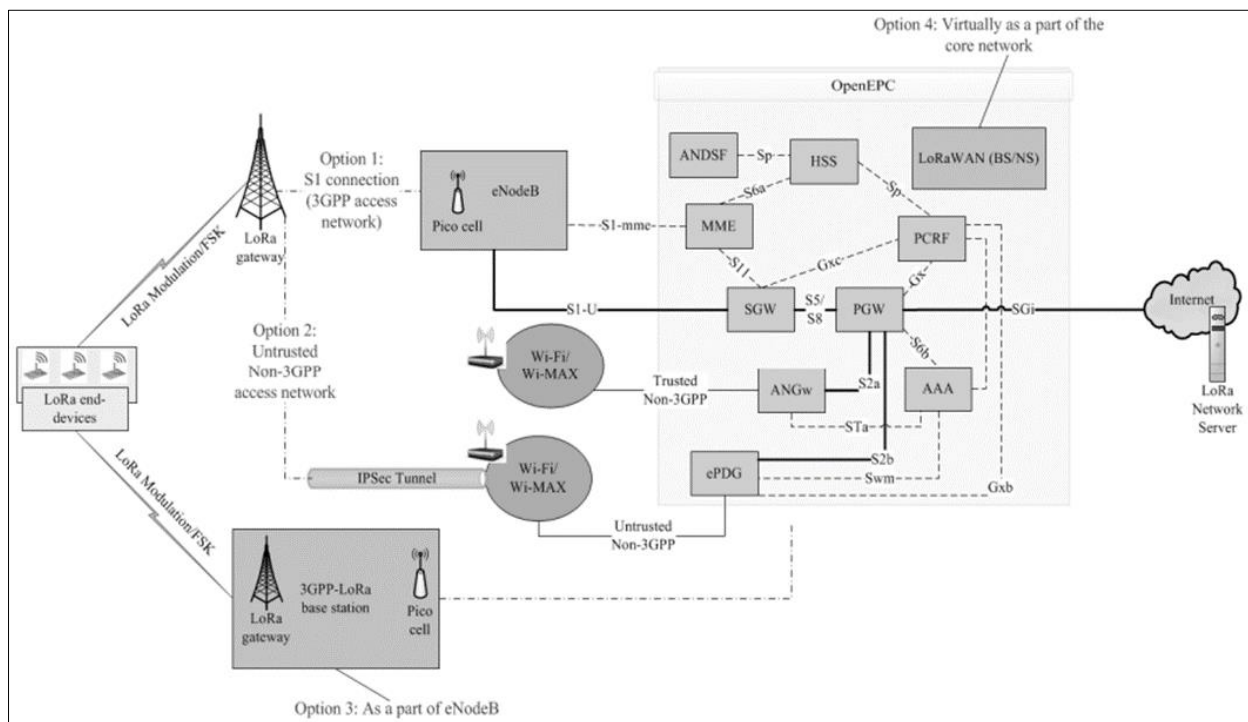 Option 4: Virtually as a part of the
core network
OpenEPC
ANDSF
Sp
HSS
LoRaWAN (BS/NS)
Option 1:
S1 connection
(3GPP access
network)
eNodeB
Pico cell
S6a
Sp
LoRa
gateway
S1-mme
MME
PCRF
LoRa Modulation/FSK
S11
Gxc
Gx
S1-U
SGW
S5/
S8
PGW
SGi
Internet
Option 2:
Untrusted
Non-3GPP
access network
Wi-Fi/
Wi-MAX
Trusted
Non-3GPP
ANGw
S2a
S6b
AAA
STa
LoRa
Network
Server
LoRa end-
devices
IPSec Tunnel
Wi-Fi/
Wi-MAX
ePDG
S2b
Swm
Gxb
Untrusted
Non-3GPP
LoRa Modulation/FSK
3GPP-LoRa
base station
LoRa
gateway
Pico
cell
Option 3: As a part of eNodeB